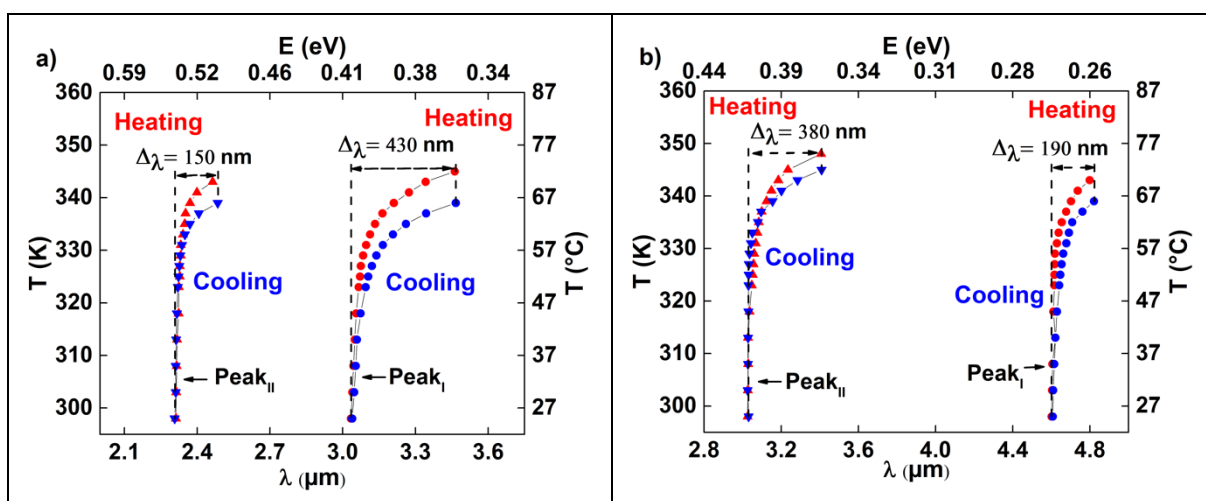 E (eV)
0.59 0.52 0.46 0.41 0.38 0.34
a)
360
350
340
330
320
310
300
T (K)
Heating
Heating
Δλ= 150 nm
Δλ= 430 nm
Cooling
Cooling
PeakII
PeakI
87
77
67
57
47
37
27
T (°C)
2.1 2.4 2.7 3.0 3.3 3.6
λ (µm)
E (eV)
0.44 0.39 0.34 0.31 0.28 0.26
b)
360
350
340
330
320
310
300
T (K)
Heating
Heating
Δλ= 380 nm
Δλ= 190 nm
Cooling
Cooling
PeakII
PeakI
87
77
67
57
47
37
27
T (°C)
2.8 3.2 3.6 4.0 4.4 4.8
λ (µm)